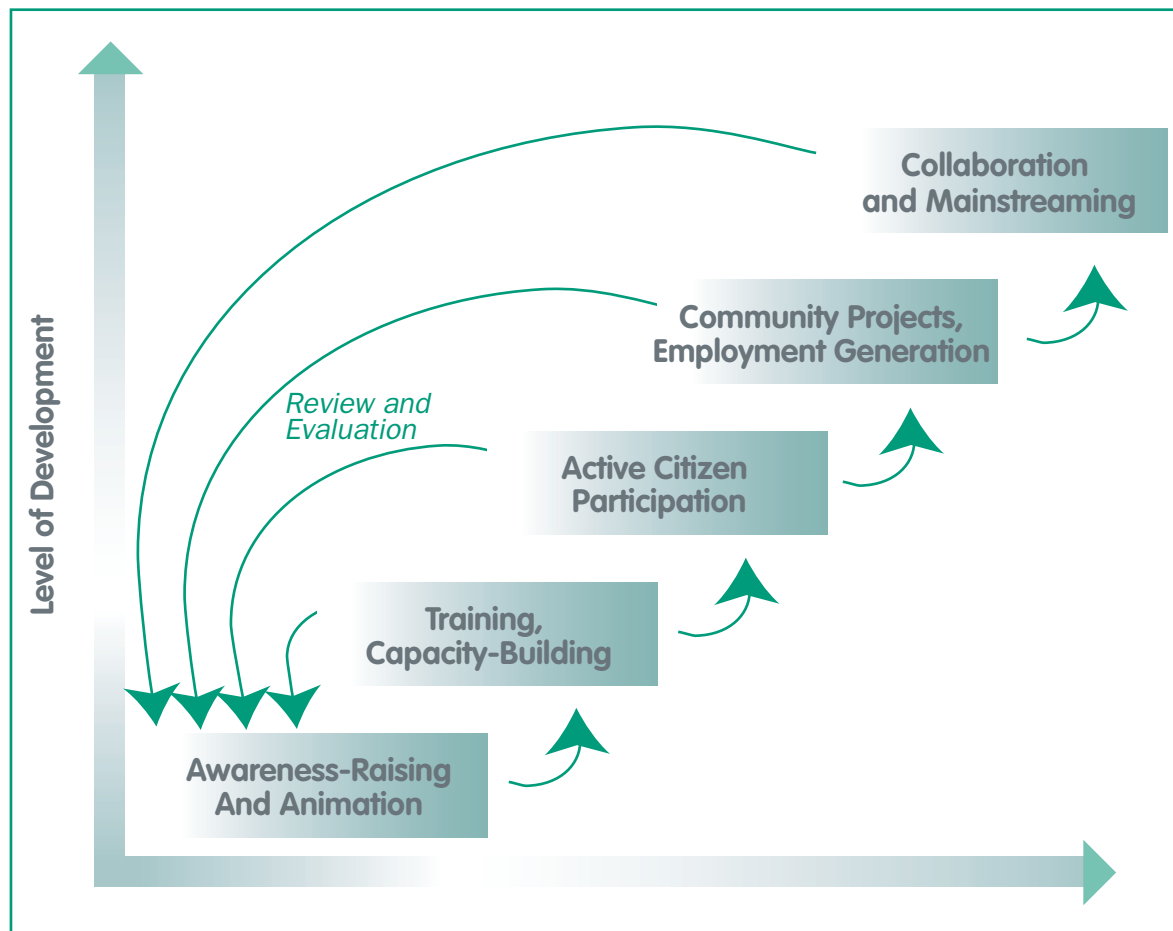 Collaboration
and Mainstreaming
Community Projects,
Employment Generation
Review and
Evaluation
Active Citizen
Participation
Level of Development
Training,
Capacity-Building
Awareness-Raising
And Animation